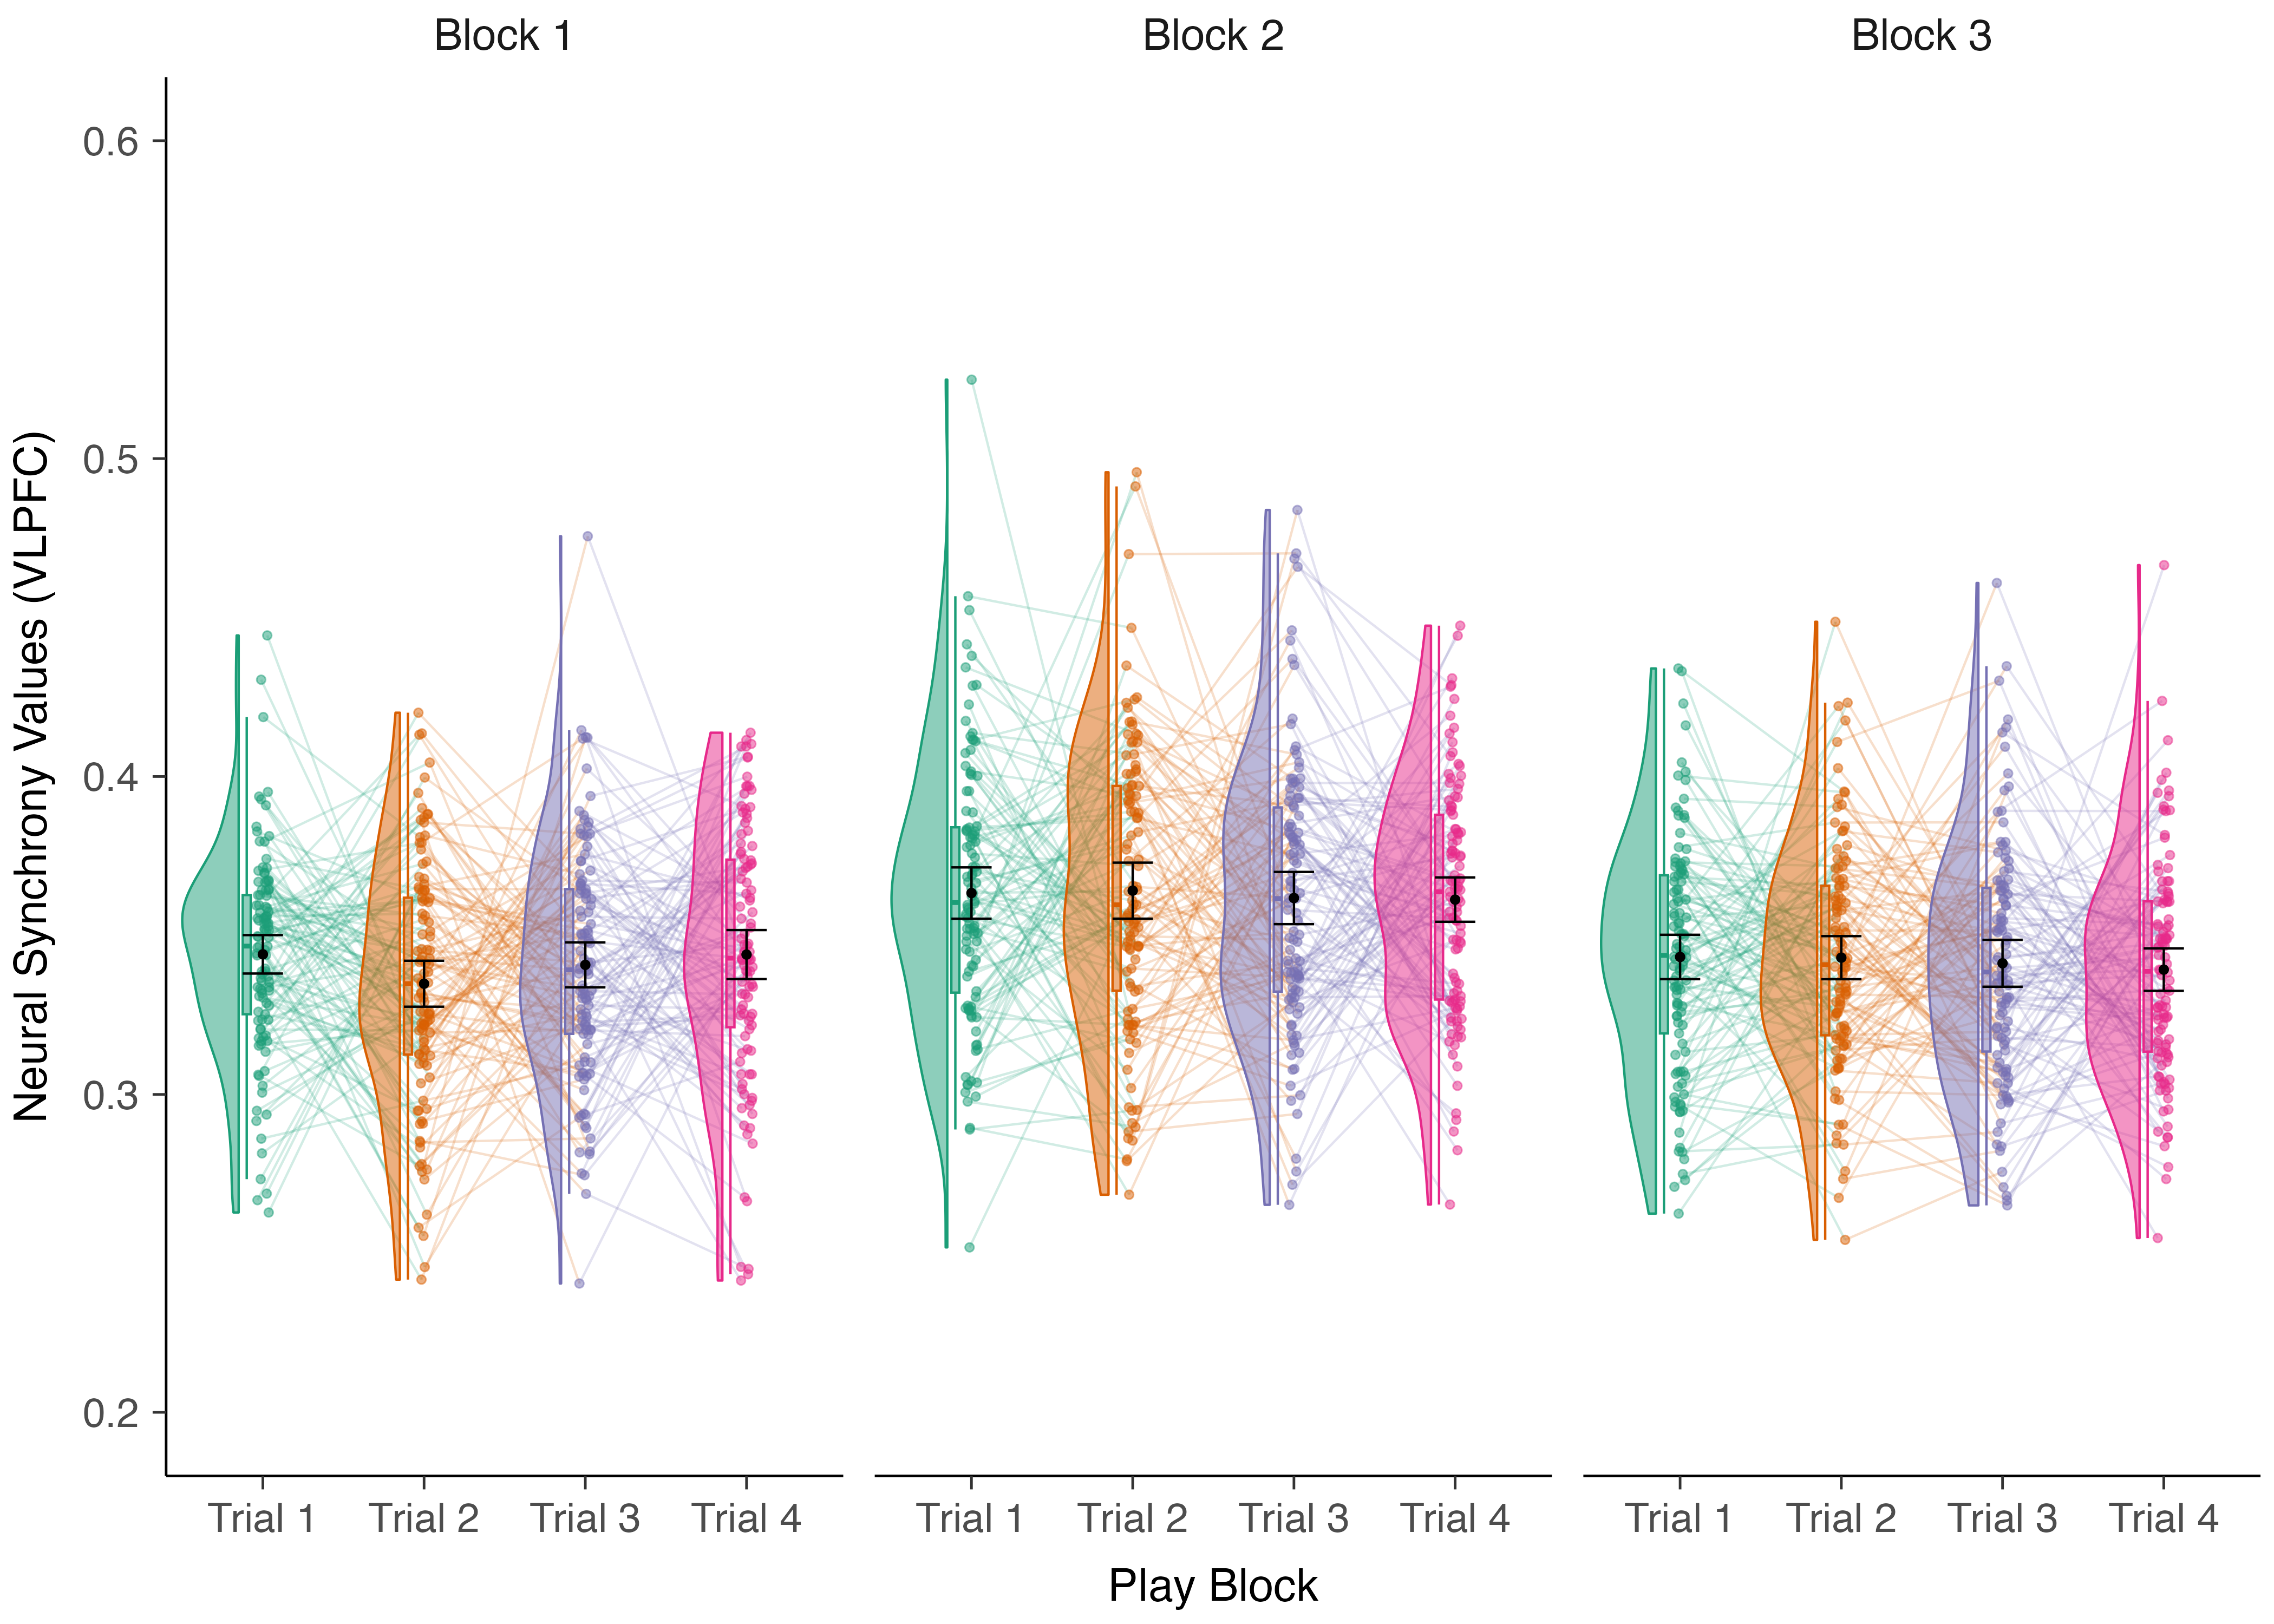 Block 1
Block 2
Block 3
Neural Synchrony Values (VLPFC)
0.6
0.5
0.4
0.3
0.2
Trial 1 Trial 2 Trial 3 Trial 4
Trial 1 Trial 2 Trial 3 Trial 4
Trial 1 Trial 2 Trial 3 Trial 4
Play Block